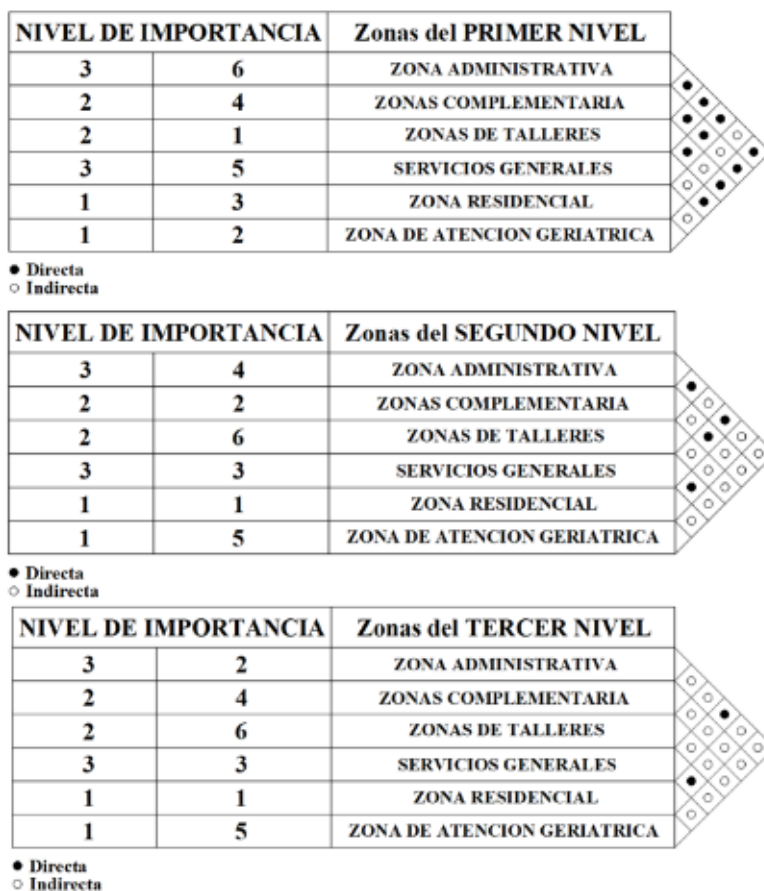 NIVEL DE IMPORTANCIA Zonas del PRIMER NIVEL
3 6 ZONA ADMINISTRATIVA
2 4 ZONAS COMPLEMENTARIA
2 1 ZONAS DE TALLERES
3 5 SERVICIOS GENERALES
1 3 ZONA RESIDENCIAL
1 2 ZONA DE ATENCION GERIATRICA
● Directa
○ Indirecta
NIVEL DE IMPORTANCIA Zonas del SEGUNDO NIVEL
3 4 ZONA ADMINISTRATIVA
2 2 ZONAS COMPLEMENTARIA
2 6 ZONAS DE TALLERES
3 3 SERVICIOS GENERALES
1 1 ZONA RESIDENCIAL
1 5 ZONA DE ATENCION GERIATRICA
● Directa
○ Indirecta
NIVEL DE IMPORTANCIA Zonas del TERCER NIVEL
3 2 ZONA ADMINISTRATIVA
2 4 ZONAS COMPLEMENTARIA
2 6 ZONAS DE TALLERES
3 3 SERVICIOS GENERALES
1 1 ZONA RESIDENCIAL
1 5 ZONA DE ATENCION GERIATRICA
● Directa
○ Indirecta